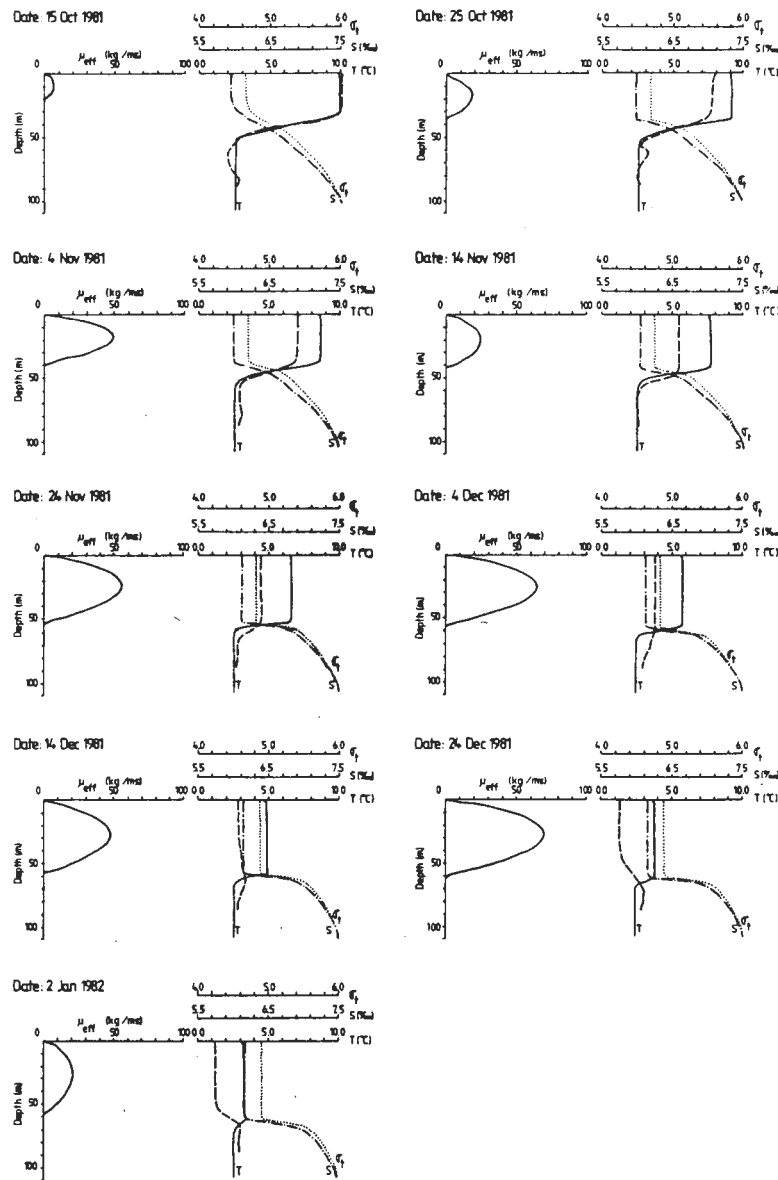 Date: 15 Oct 1981
4.0 5.0 6.0 σt
5.5 6.5 7.5 S (‰)
μeff (kg/ms)
0 50 100 0.0 5.0 10.0 T (°C)
Depth (m)
50
100
T S σt
Date: 25 Oct 1981
4.0 5.0 6.0 σt
5.5 6.5 7.5 S (‰)
μeff (kg/ms)
0 50 100 0.0 5.0 10.0 T (°C)
Depth (m)
50
100
T S σt
Date: 4 Nov 1981
4.0 5.0 6.0 σt
5.5 6.5 7.5 S (‰)
μeff (kg/ms)
0 50 100 0.0 5.0 10.0 T (°C)
Depth (m)
50
100
T S σt
Date: 14 Nov 1981
4.0 5.0 6.0 σt
5.5 6.5 7.5 S (‰)
μeff (kg/ms)
0 50 100 0.0 5.0 10.0 T (°C)
Depth (m)
50
100
T S σt
Date: 24 Nov 1981
4.0 5.0 6.0 σt
5.5 6.5 7.5 S (‰)
μeff (kg/ms)
0 50 100 0.0 5.0 10.0 T (°C)
Depth (m)
50
100
T S σt
Date: 4 Dec 1981
4.0 5.0 6.0 σt
5.5 6.5 7.5 S (‰)
μeff (kg/ms)
0 50 100 0.0 5.0 10.0 T (°C)
Depth (m)
50
100
T S σt
Date: 14 Dec 1981
4.0 5.0 6.0 σt
5.5 6.5 7.5 S (‰)
μeff (kg/ms)
0 50 100 0.0 5.0 10.0 T (°C)
Depth (m)
50
100
T S σt
Date: 24 Dec 1981
4.0 5.0 6.0 σt
5.5 6.5 7.5 S (‰)
μeff (kg/ms)
0 50 100 0.0 5.0 10.0 T (°C)
Depth (m)
50
100
T S σt
Date: 2 Jan 1982
4.0 5.0 6.0 σt
5.5 6.5 7.5 S (‰)
μeff (kg/ms)
0 50 100 0.0 5.0 10.0 T (°C)
Depth (m)
50
100
T S σt